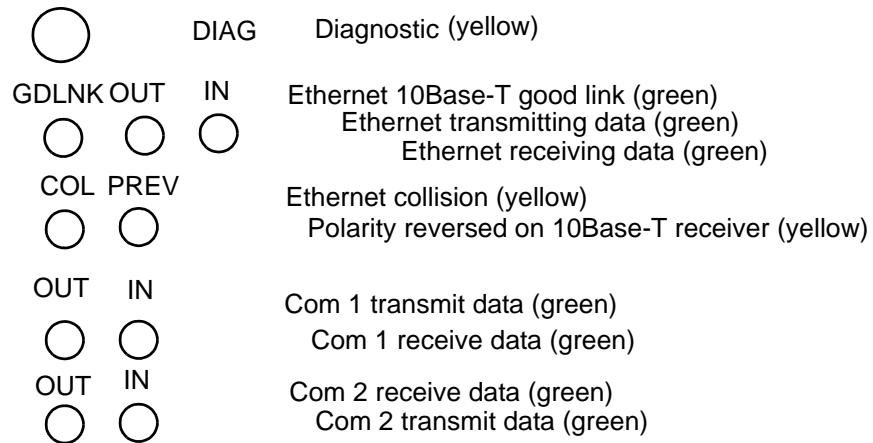 DIAG Diagnostic (yellow)
GDLNK OUT IN Ethernet 10Base-T good link (green)
Ethernet transmitting data (green)
Ethernet receiving data (green)
COL PREV Ethernet collision (yellow)
Polarity reversed on 10Base-T receiver (yellow)
OUT IN Com 1 transmit data (green)
Com 1 receive data (green)
OUT IN Com 2 receive data (green)
Com 2 transmit data (green)